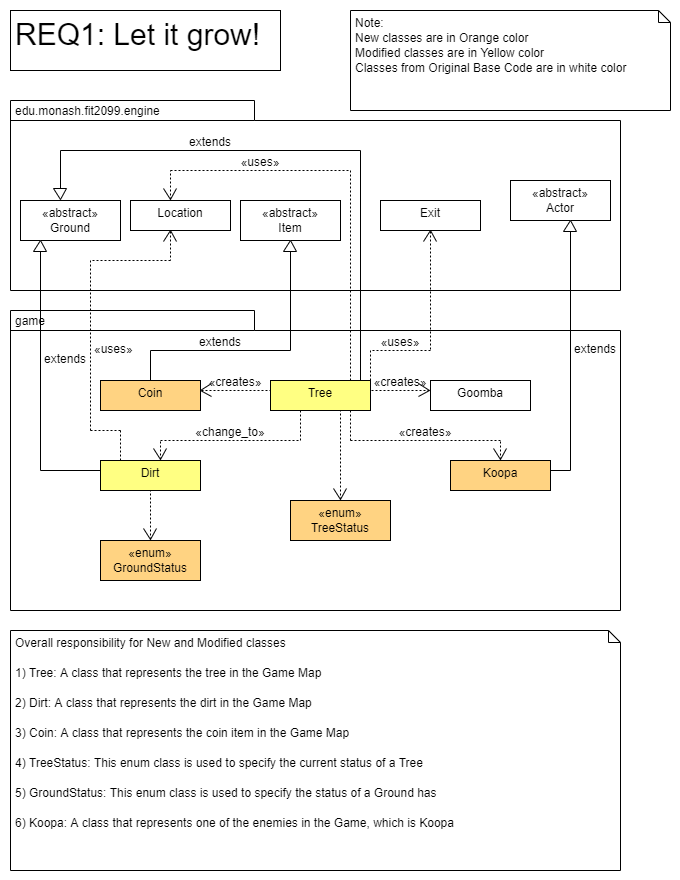 REQ1: Let it grow!
Note:
New classes are in Orange color
Modified classes are in Yellow color
Classes from Original Base Code are in white color
edu.monash.fit2099.engine
extends
«uses»
«abstract»
Ground
Location
«abstract»
Item
Exit
«abstract»
Actor
game
extends
«uses»
extends
«uses»
extends
Coin
«creates»
Tree
«creates»
Goomba
«change_to»
«creates»
Dirt
Koopa
«enum»
TreeStatus
«enum»
GroundStatus
Overall responsibility for New and Modified classes
1) Tree: A class that represents the tree in the Game Map
2) Dirt: A class that represents the dirt in the Game Map
3) Coin: A class that represents the coin item in the Game Map
4) TreeStatus: This enum class is used to specify the current status of a Tree
5) GroundStatus: This enum class is used to specify the status of a Ground has
6) Koopa: A class that represents one of the enemies in the Game, which is Koopa